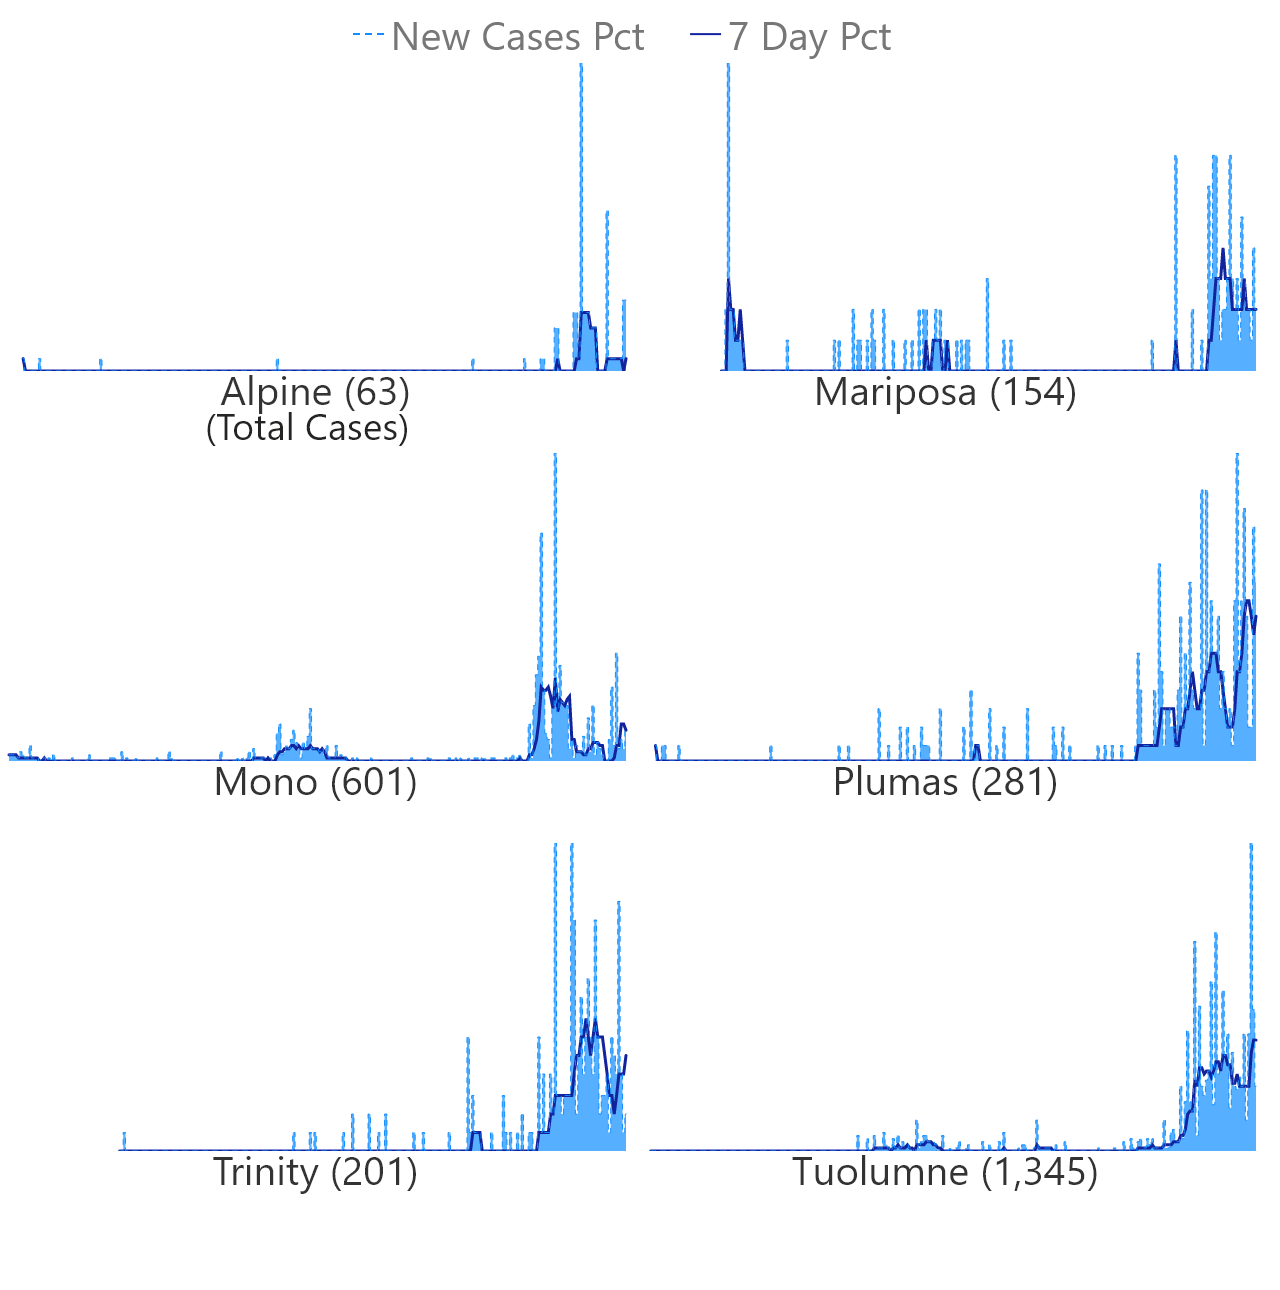 New Cases Pct 7 Day Pct
Alpine (63) Mariposa (154)
(Total Cases)
Mono (601) Plumas (281)
Trinity (201) Tuolumne (1,345)